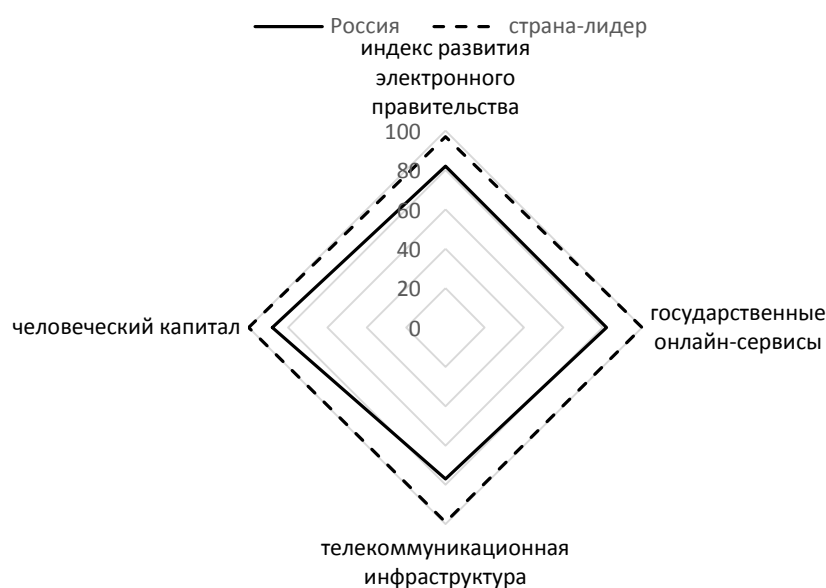 Россия страна-лидер
индекс развития
электронного
правительства
100
80
60
40
20
0
человеческий капитал
государственные
онлайн-сервисы
телекоммуникационная
инфраструктура